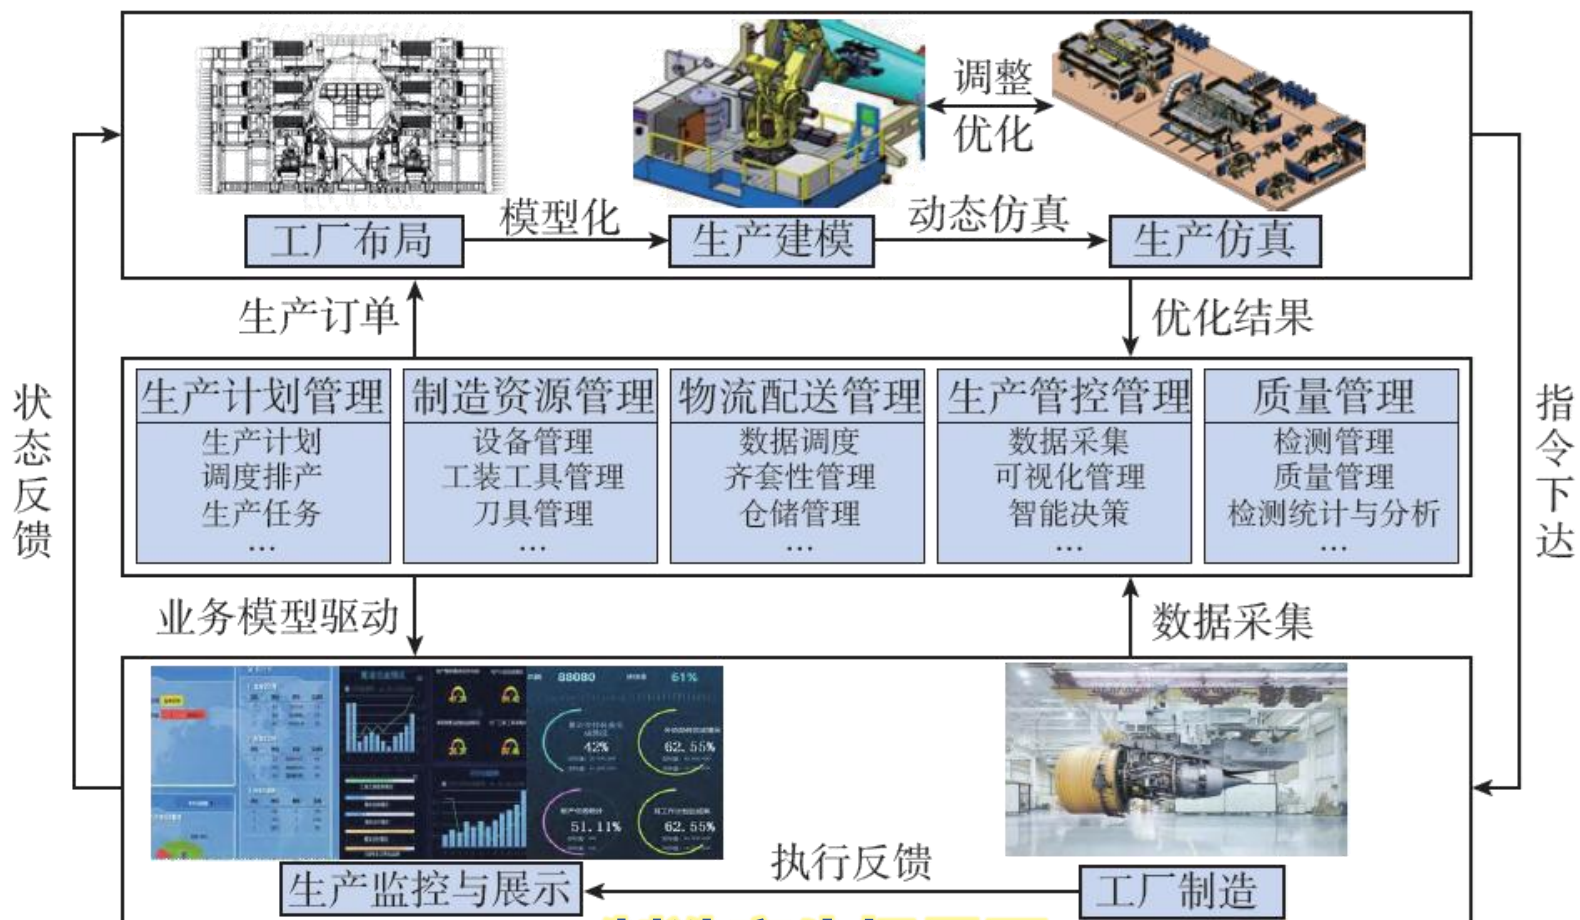 调整
优化
模型化
动态仿真
工厂布局
生产建模
生产仿真
生产订单
优化结果
状态反馈
指令下达
生产计划管理
生产计划
调度排产
生产任务
…
制造资源管理
设备管理
工装工具管理
刀具管理
…
物流配送管理
数据调度
齐套性管理
仓储管理
…
生产管控管理
数据采集
可视化管理
智能决策
…
质量管理
检测管理
质量管理
检测统计与分析
…
业务模型驱动
数据采集
88080
61%
42%
62.55%
51.11%
62.55%
执行反馈
生产监控与展示
工厂制造